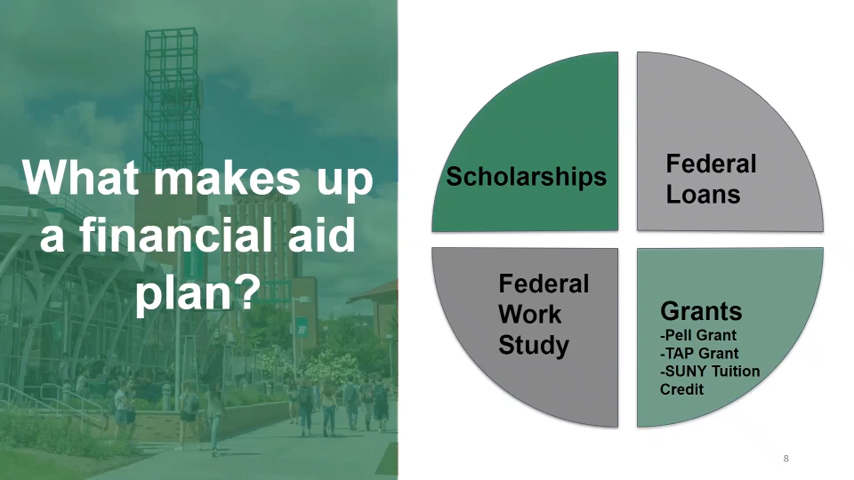 What makes up
a financial aid
plan?
Scholarships
Federal
Loans
Federal
Work
Study
Grants
-Pell Grant
-TAP Grant
-SUNY Tuition
Credit
8